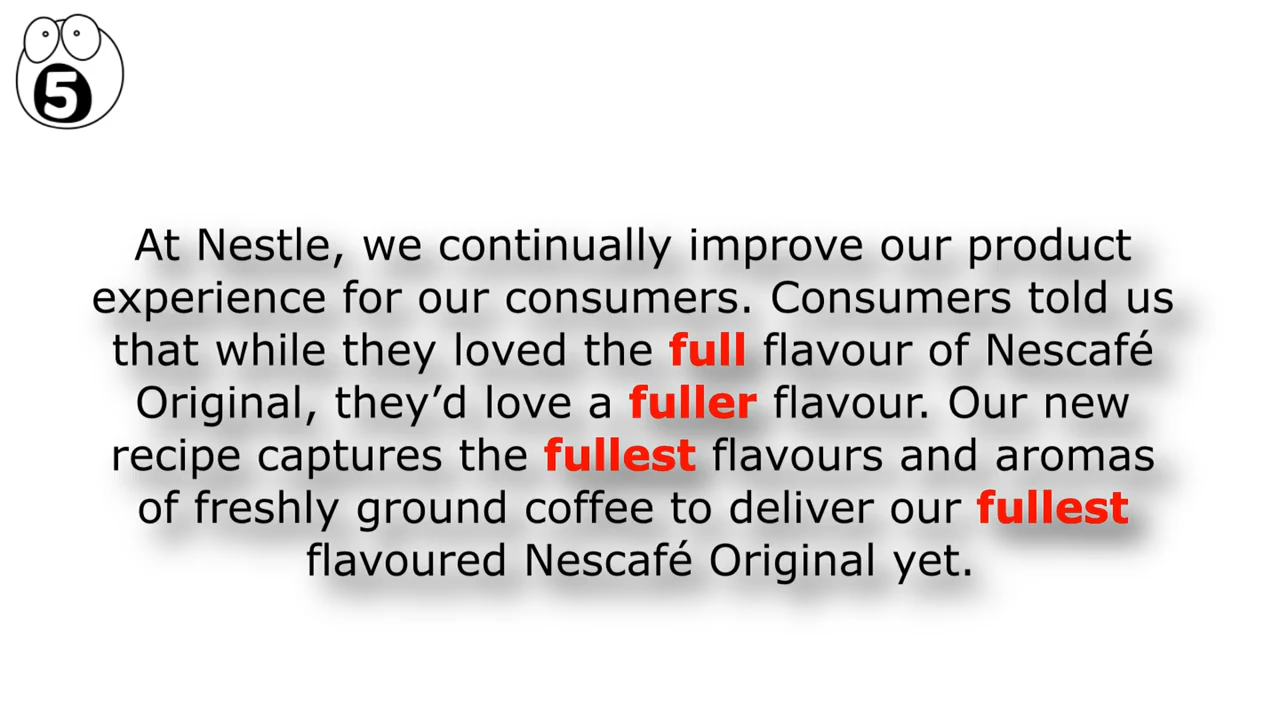 5
At Nestle, we continually improve our product
experience for our consumers. Consumers told us
that while they loved the full flavour of Nescafé
Original, they’d love a fuller flavour. Our new
recipe captures the fullest flavours and aromas
of freshly ground coffee to deliver our fullest
flavoured Nescafé Original yet.